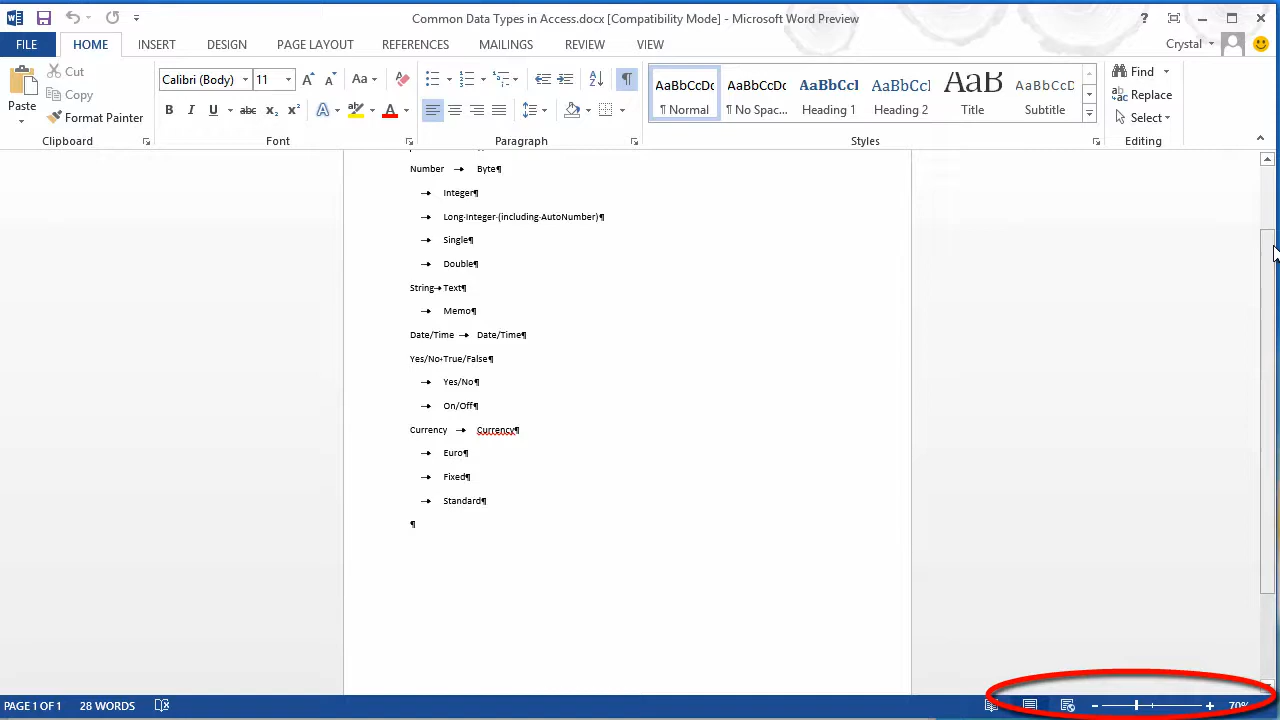 Common Data Types in Access.docx [Compatibility Mode] - Microsoft Word Preview
FILE HOME INSERT DESIGN PAGE LAYOUT REFERENCES MAILINGS REVIEW VIEW Crystal
Cut
Copy
Format Painter
Paste
Clipboard
Calibri (Body) 11
Font
Paragraph
AaBbCcDc AaBbCcDc AaBbCcI AaBbCcI AaB AaBbCcD
¶ Normal ¶ No Spac... Heading 1 Heading 2 Title Subtitle
Styles
Find
Replace
Select
Editing
Number → Byte¶
→ Integer¶
→ Long·Integer·(including·AutoNumber)¶
→ Single¶
→ Double¶
String→Text¶
→ Memo¶
Date/Time → Date/Time¶
Yes/No·True/False¶
→ Yes/No¶
→ On/Off¶
Currency → Currency¶
→ Euro¶
→ Fixed¶
→ Standard¶
¶
PAGE 1 OF 1 28 WORDS 70%